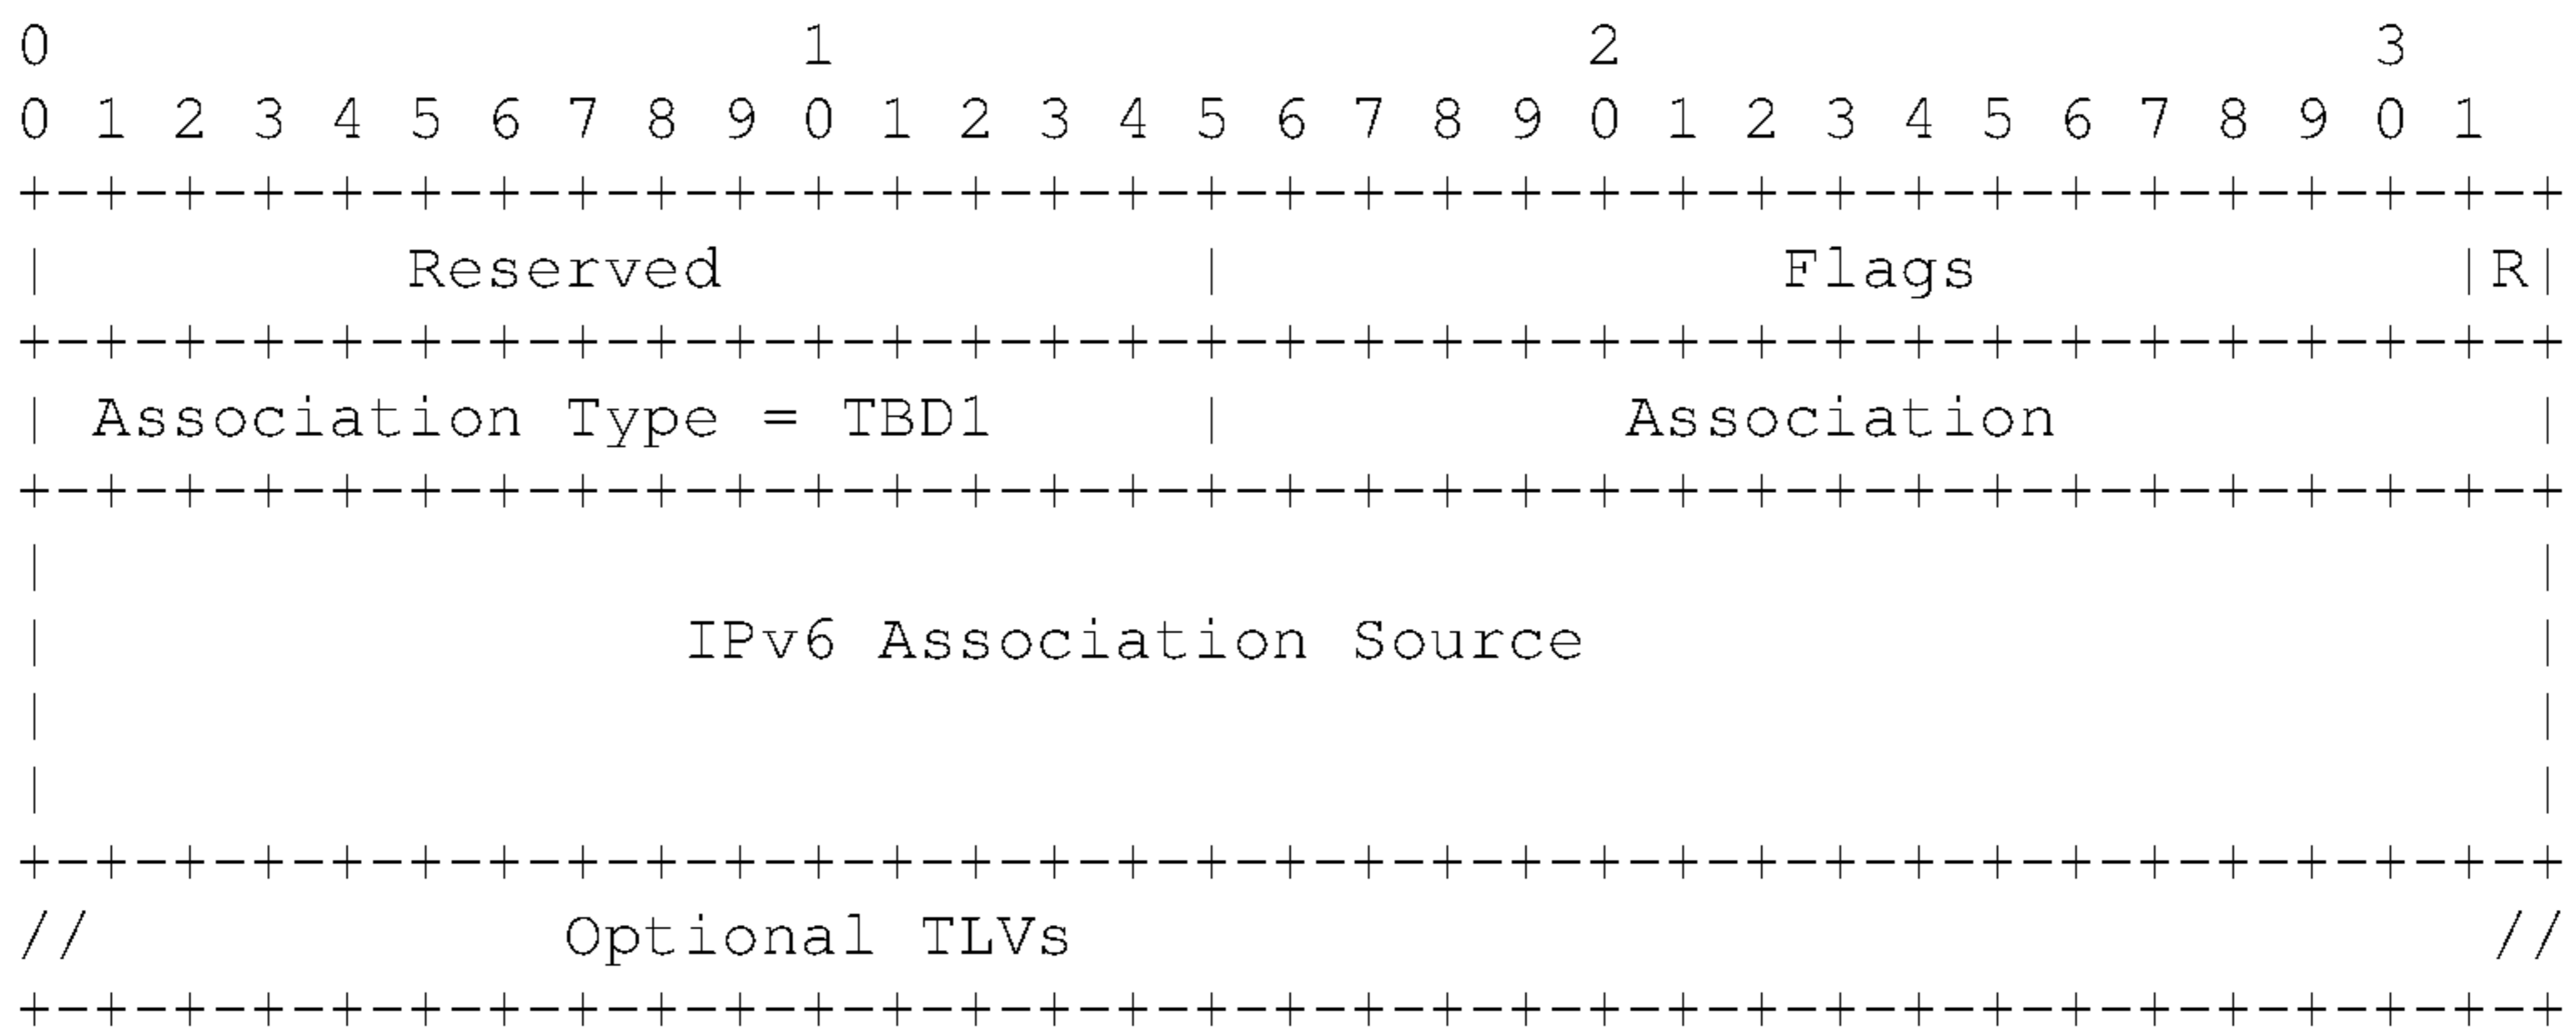 0                   1                   2                   3
0 1 2 3 4 5 6 7 8 9 0 1 2 3 4 5 6 7 8 9 0 1 2 3 4 5 6 7 8 9 0 1
+-+-+-+-+-+-+-+-+-+-+-+-+-+-+-+-+-+-+-+-+-+-+-+-+-+-+-+-+-+-+-+-+
|         Reserved            |              Flags            |R|
+-+-+-+-+-+-+-+-+-+-+-+-+-+-+-+-+-+-+-+-+-+-+-+-+-+-+-+-+-+-+-+-+
| Association Type = TBD1     |          Association            |
+-+-+-+-+-+-+-+-+-+-+-+-+-+-+-+-+-+-+-+-+-+-+-+-+-+-+-+-+-+-+-+-+
|                                                               |
|                IPv6 Association Source                        |
|                                                               |
|                                                               |
+-+-+-+-+-+-+-+-+-+-+-+-+-+-+-+-+-+-+-+-+-+-+-+-+-+-+-+-+-+-+-+-+
//            Optional TLVs                                    //
+-+-+-+-+-+-+-+-+-+-+-+-+-+-+-+-+-+-+-+-+-+-+-+-+-+-+-+-+-+-+-+-+